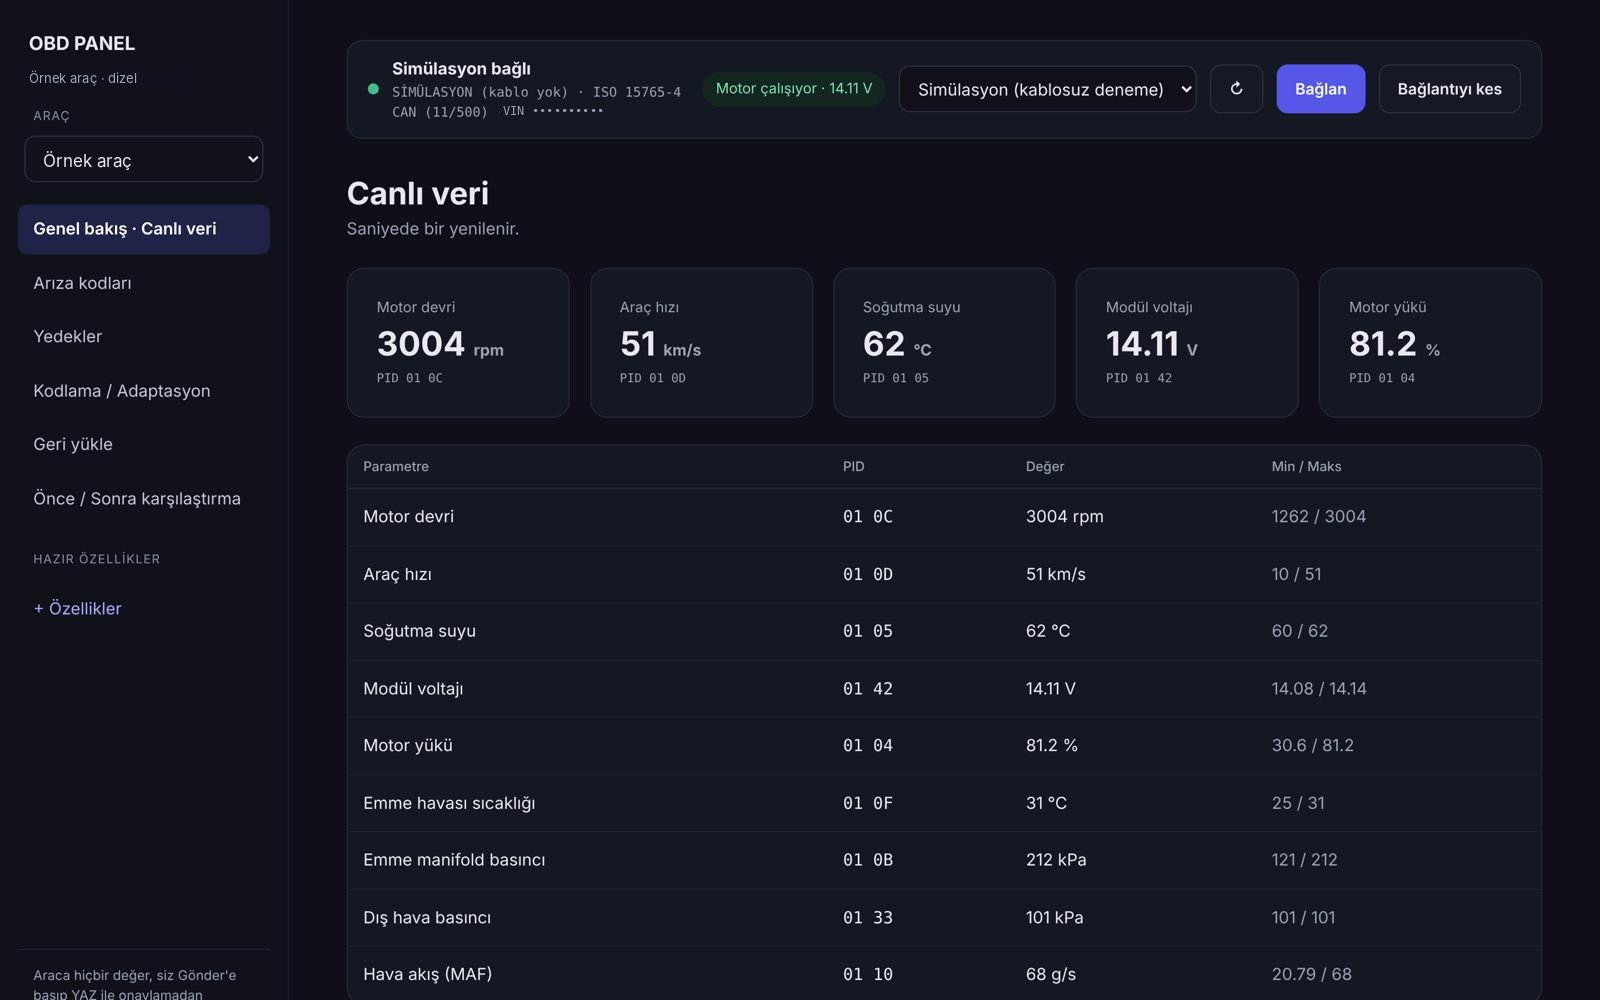 OBD PANEL
Örnek araç · dizel
ARAÇ
Örnek araç
Genel bakış · Canlı veri
Arıza kodları
Yedekler
Kodlama / Adaptasyon
Geri yükle
Önce / Sonra karşılaştırma
HAZIR ÖZELLİKLER
+ Özellikler
Araca hiçbir değer, siz Gönder'e
basıp YAZ ile onaylamadan
Simülasyon bağlı
SİMÜLASYON (kablo yok) · ISO 15765-4
CAN (11/500) · VIN ••••••••••
Motor çalışıyor · 14.11 V
Simülasyon (kablosuz deneme)
↻
Bağlan
Bağlantıyı kes
Canlı veri
Saniyede bir yenilenir.
Motor devri
3004 rpm
PID 01 0C
Araç hızı
51 km/s
PID 01 0D
Soğutma suyu
62 °C
PID 01 05
Modül voltajı
14.11 V
PID 01 42
Motor yükü
81.2 %
PID 01 04
Parametre PID Değer Min / Maks
Motor devri 01 0C 3004 rpm 1262 / 3004
Araç hızı 01 0D 51 km/s 10 / 51
Soğutma suyu 01 05 62 °C 60 / 62
Modül voltajı 01 42 14.11 V 14.08 / 14.14
Motor yükü 01 04 81.2 % 30.6 / 81.2
Emme havası sıcaklığı 01 0F 31 °C 25 / 31
Emme manifold basıncı 01 0B 212 kPa 121 / 212
Dış hava basıncı 01 33 101 kPa 101 / 101
Hava akış (MAF) 01 10 68 g/s 20.79 / 68